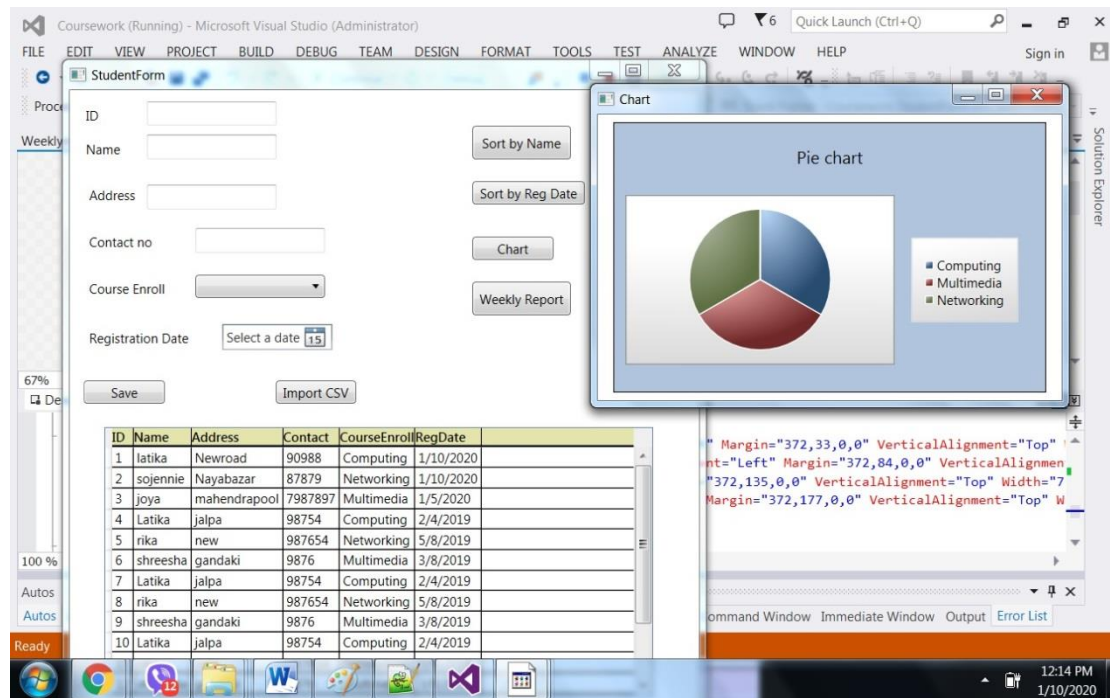 Coursework (Running) - Microsoft Visual Studio (Administrator)
6
Quick Launch (Ctrl+Q)
FILE EDIT VIEW PROJECT BUILD DEBUG TEAM DESIGN FORMAT TOOLS TEST ANALYZE WINDOW HELP
Sign in
StudentForm
Proce
Weekly
Solution Explorer
ID
Name
Address
Contact no
Course Enroll
Registration Date
Select a date 15
Save
Import CSV
Sort by Name
Sort by Reg Date
Chart
Weekly Report
Chart
Pie chart
Computing
Multimedia
Networking
67%
De
ID Name Address Contact CourseEnroll RegDate
1 latika Newroad 90988 Computing 1/10/2020
2 sojennie Nayabazar 87879 Networking 1/10/2020
3 joya mahendrapool 7987897 Multimedia 1/5/2020
4 Latika jalpa 98754 Computing 2/4/2019
5 rika new 987654 Networking 5/8/2019
6 shreesha gandaki 9876 Multimedia 3/8/2019
7 Latika jalpa 98754 Computing 2/4/2019
8 rika new 987654 Networking 5/8/2019
9 shreesha gandaki 9876 Multimedia 3/8/2019
10 Latika jalpa 98754 Computing 2/4/2019
" Margin="372,33,0,0" VerticalAlignment="Top"
nt="Left" Margin="372,84,0,0" VerticalAlignmen
"372,135,0,0" VerticalAlignment="Top" Width="7
Margin="372,177,0,0" VerticalAlignment="Top" W
100 %
Autos
Autos
ommand Window Immediate Window Output Error List
Ready
12
12:14 PM
1/10/2020